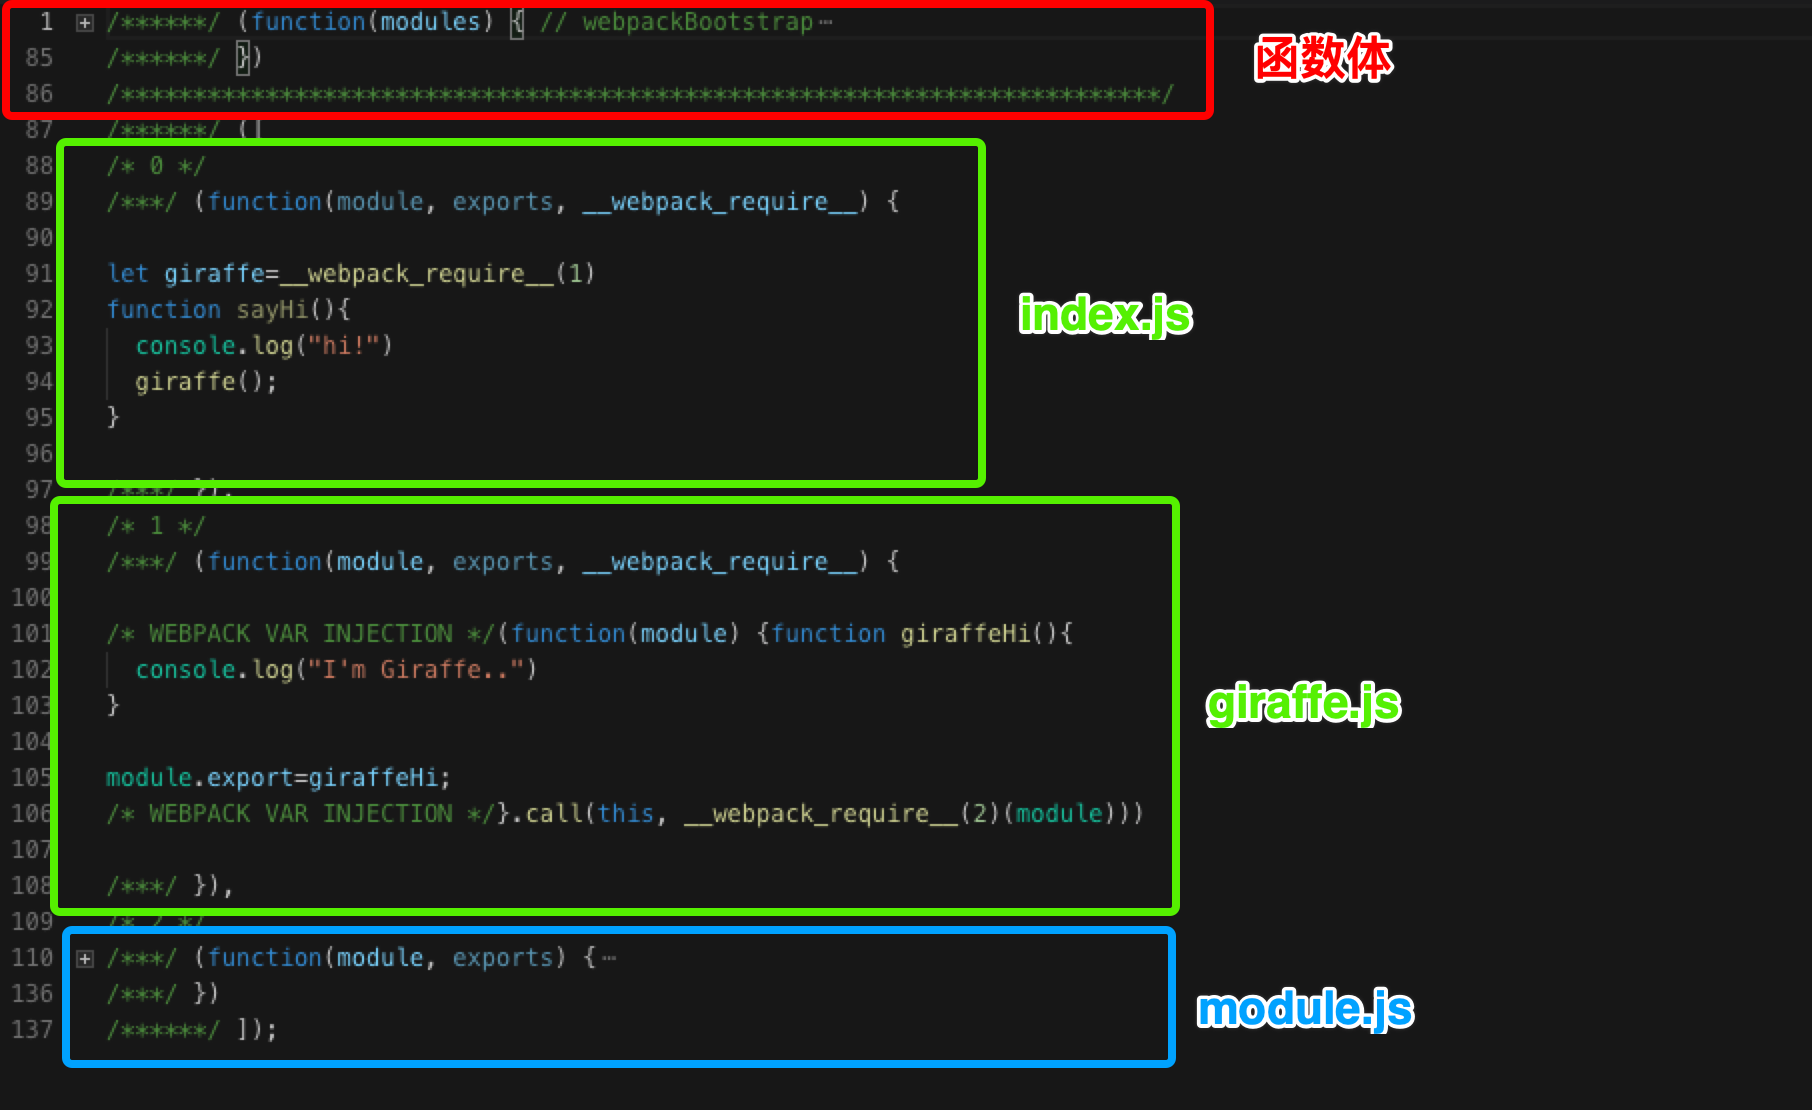 1 /******/ (function(modules) { // webpackBootstrap…
85 /******/ })
86 /************************************************************************/
函数体
87 /******/ ([
88 /* 0 */
89 /***/ (function(module, exports, __webpack_require__) {
90
91 let giraffe=__webpack_require__(1)
92 function sayHi(){
93 console.log("hi!")
94 giraffe();
95 }
96
index.js
97 /***/ }),
98 /* 1 */
99 /***/ (function(module, exports, __webpack_require__) {
100
101 /* WEBPACK VAR INJECTION */(function(module) {function giraffeHi(){
102 console.log("I'm Giraffe..")
103 }
104
105 module.export=giraffeHi;
106 /* WEBPACK VAR INJECTION */}.call(this, __webpack_require__(2)(module)))
107
108 /***/ }),
giraffe.js
109 /* 2 */
110 /***/ (function(module, exports) {…
136 /***/ })
137 /******/ ]);
module.js